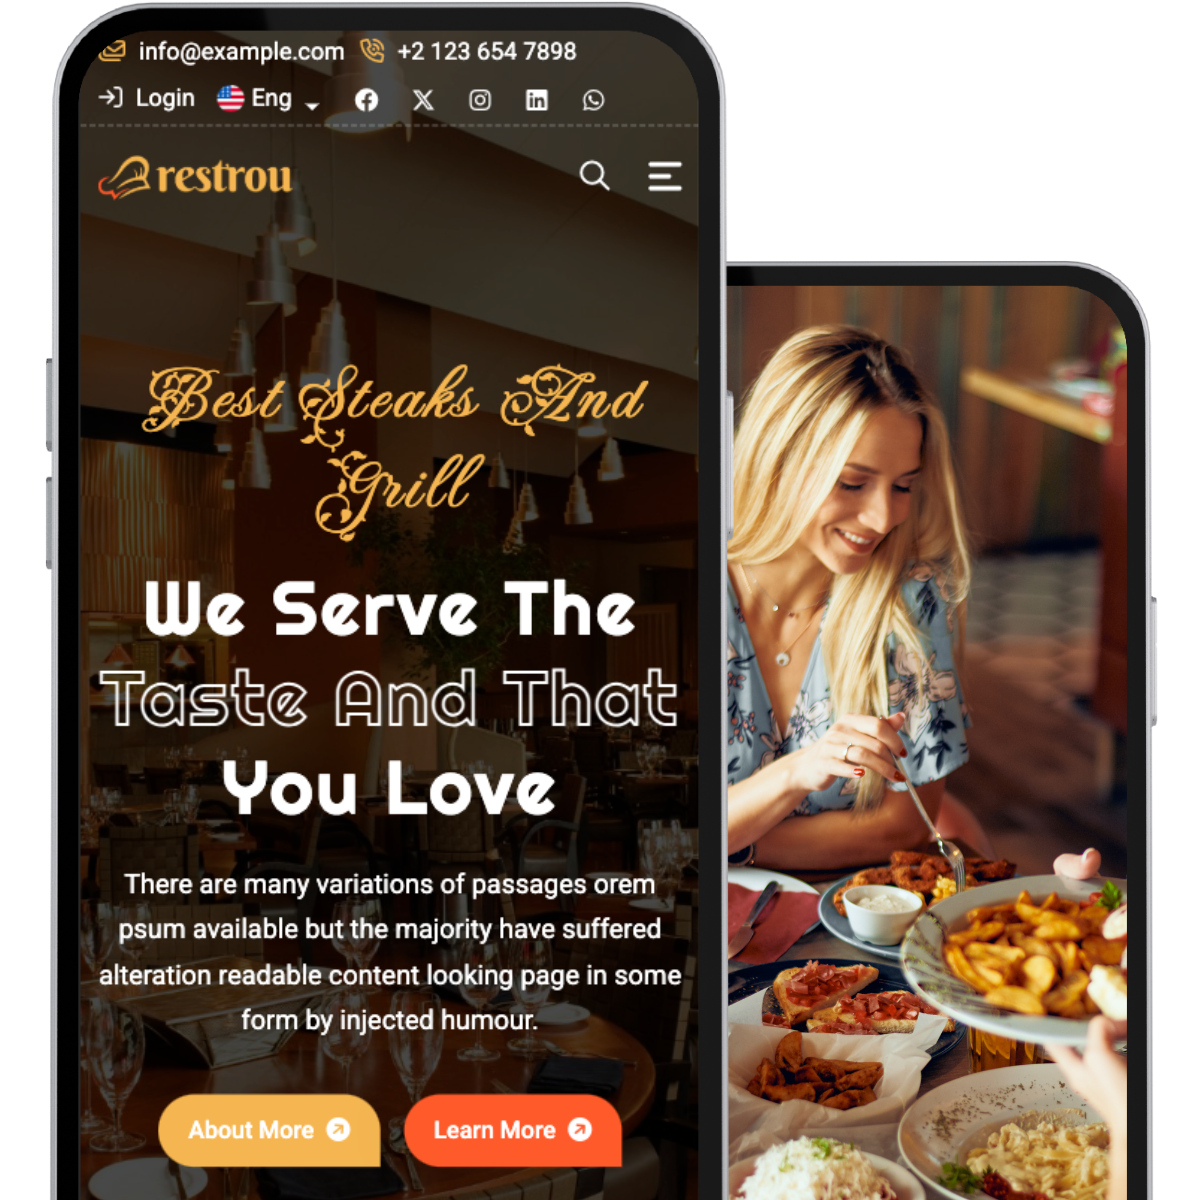 info@example.com +2 123 654 7898
Login Eng
restrou
Best Steaks And
Grill
We Serve The
Taste And That
You Love
There are many variations of passages orem
psum available but the majority have suffered
alteration readable content looking page in some
form by injected humour.
About More Learn More